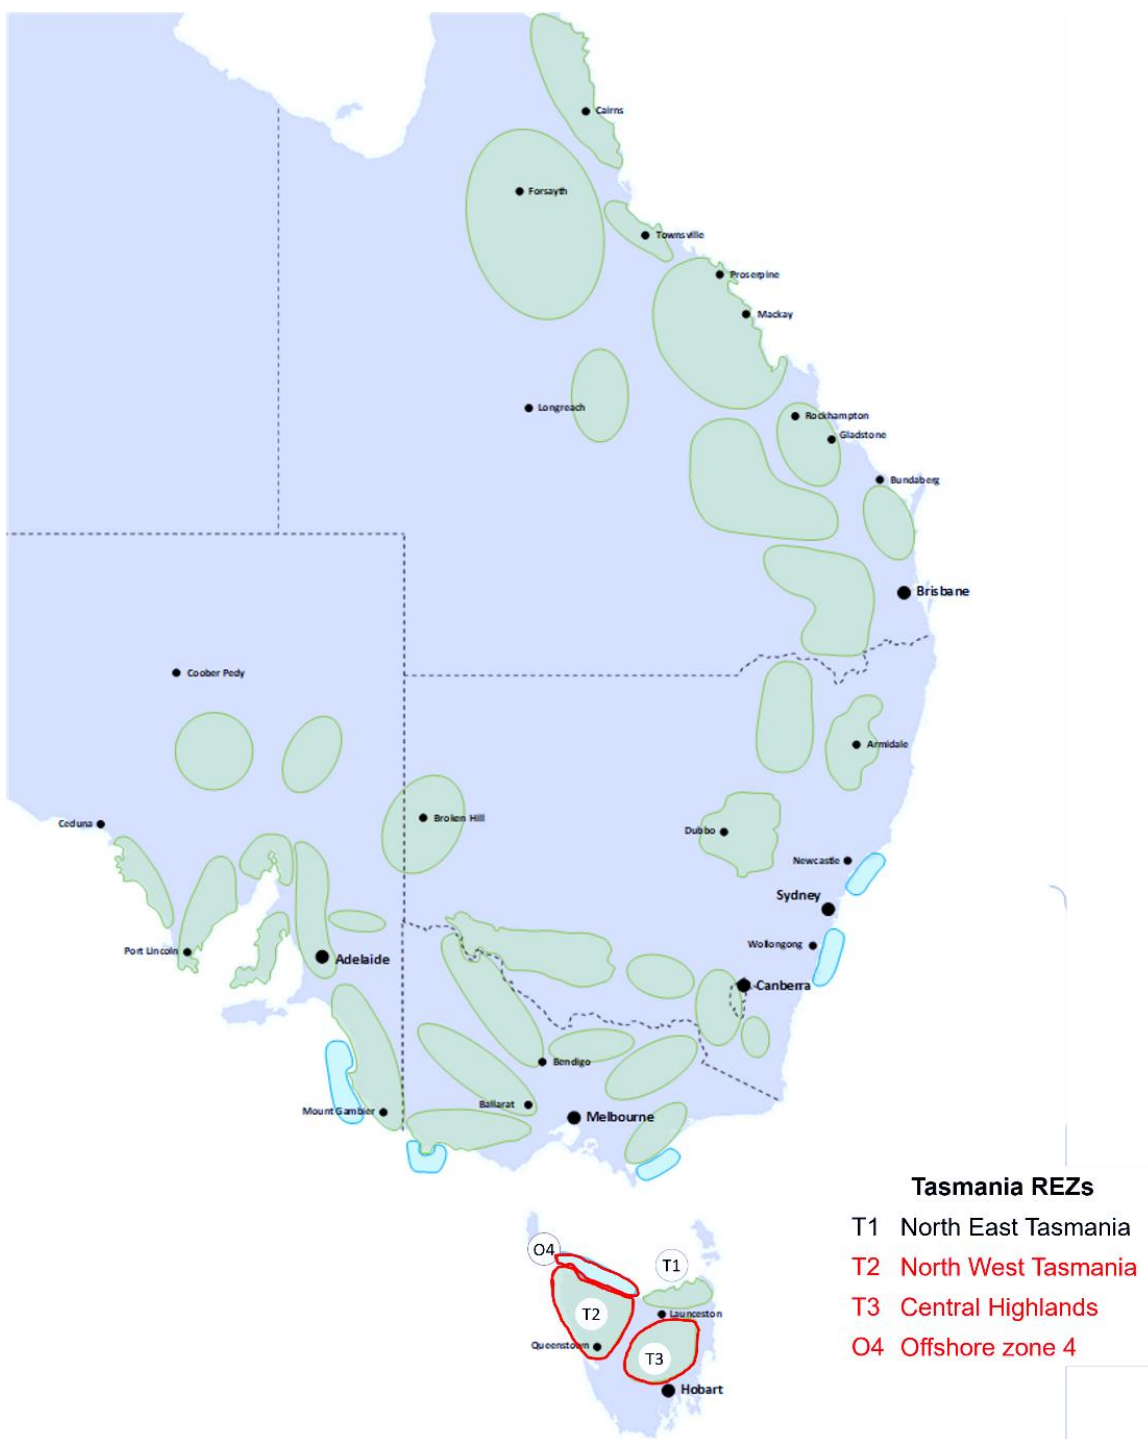 Cairns
Forsayth
Townsville
Proserpine
Mackay
Longreach
Rockhampton
Gladstone
Bundaberg
Brisbane
Coober Pedy
Armidale
Broken Hill
Ceduna
Dubbo
Newcastle
Sydney
Wollongong
Port Lincoln
Adelaide
Canberra
Bendigo
Ballarat
Mount Gambier
Melbourne
Tasmania REZs
T1 North East Tasmania
T2 North West Tasmania
T3 Central Highlands
O4 Offshore zone 4
O4
T1
T2
Launceston
Queenstown
T3
Hobart